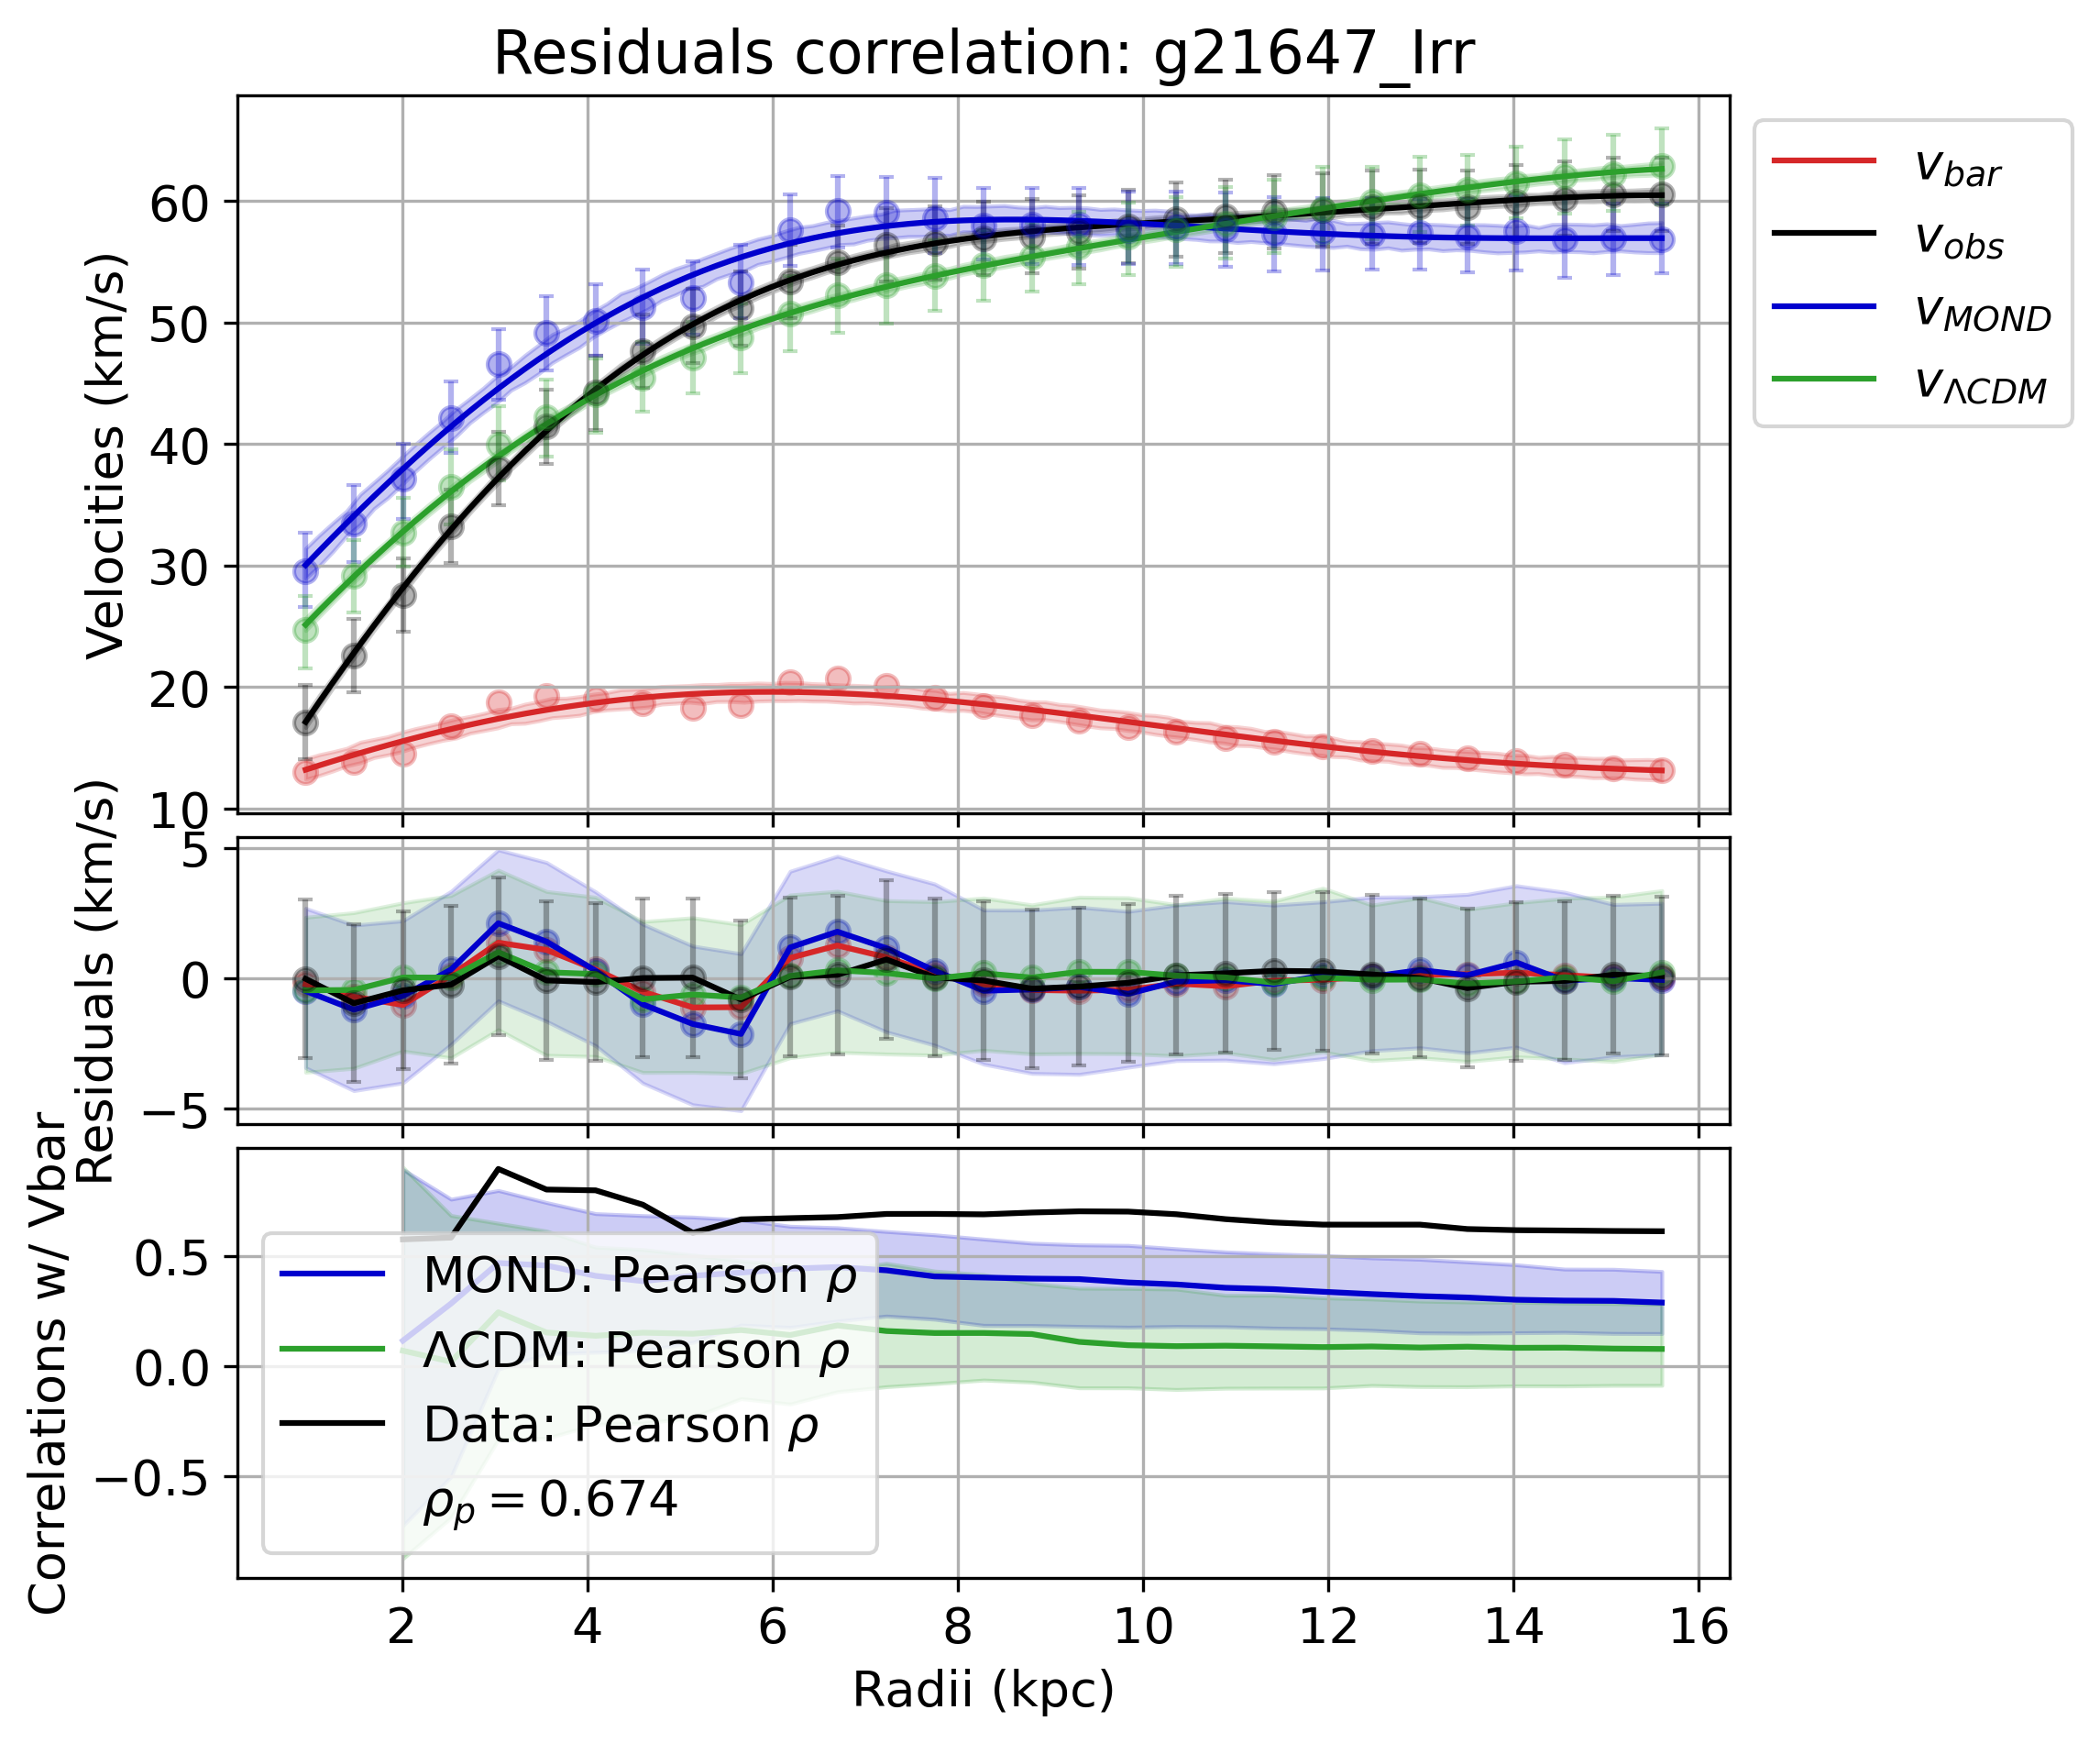 Residuals correlation: g21647_Irr
Velocities (km/s)
60
50
40
30
20
10
v_bar
v_obs
v_MOND
v_ΛCDM
Residuals (km/s)
5
0
−5
Correlations w/ Vbar
0.5
0.0
−0.5
MOND: Pearson ρ
ΛCDM: Pearson ρ
Data: Pearson ρ
ρ_p = 0.674
2 4 6 8 10 12 14 16
Radii (kpc)